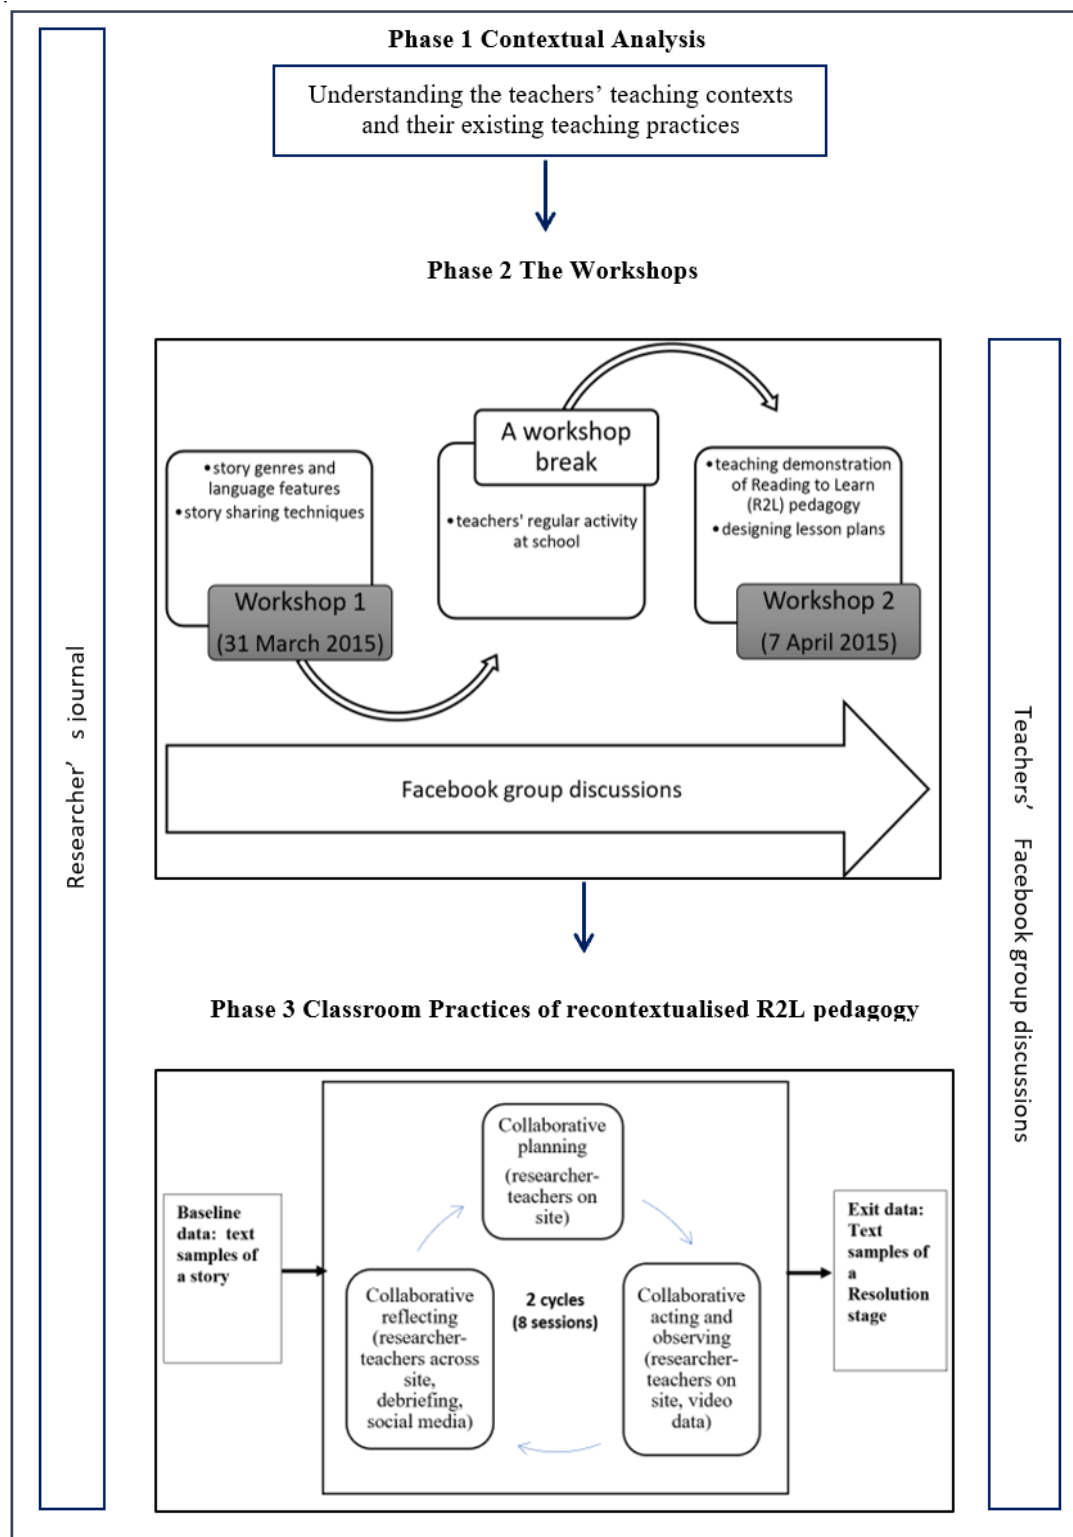 Phase 1 Contextual Analysis
Understanding the teachers’ teaching contexts
and their existing teaching practices
Phase 2 The Workshops
•story genres and
language features
•story sharing techniques
Workshop 1
(31 March 2015)
A workshop
break
•teachers' regular activity
at school
•teaching demonstration
of Reading to Learn
(R2L) pedagogy
•designing lesson plans
Workshop 2
(7 April 2015)
Facebook group discussions
Researcher’ s journal
Teachers’ Facebook group discussions
Phase 3 Classroom Practices of recontextualised R2L pedagogy
Baseline
data: text
samples of
a story
Collaborative
planning
(researcher-
teachers on
site)
Collaborative
reflecting
(researcher-
teachers across
site,
debriefing,
social media)
2 cycles
(8 sessions)
Collaborative
acting and
observing
(researcher-
teachers on
site, video
data)
Exit data:
Text
samples of
a
Resolution
stage